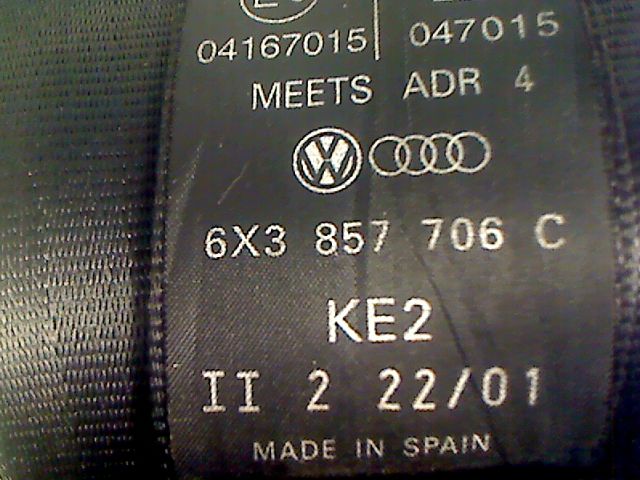 04167015 | 047015
MEETS ADR 4
6X3 857 706 C
KE2
II 2 22/01
MADE IN SPAIN